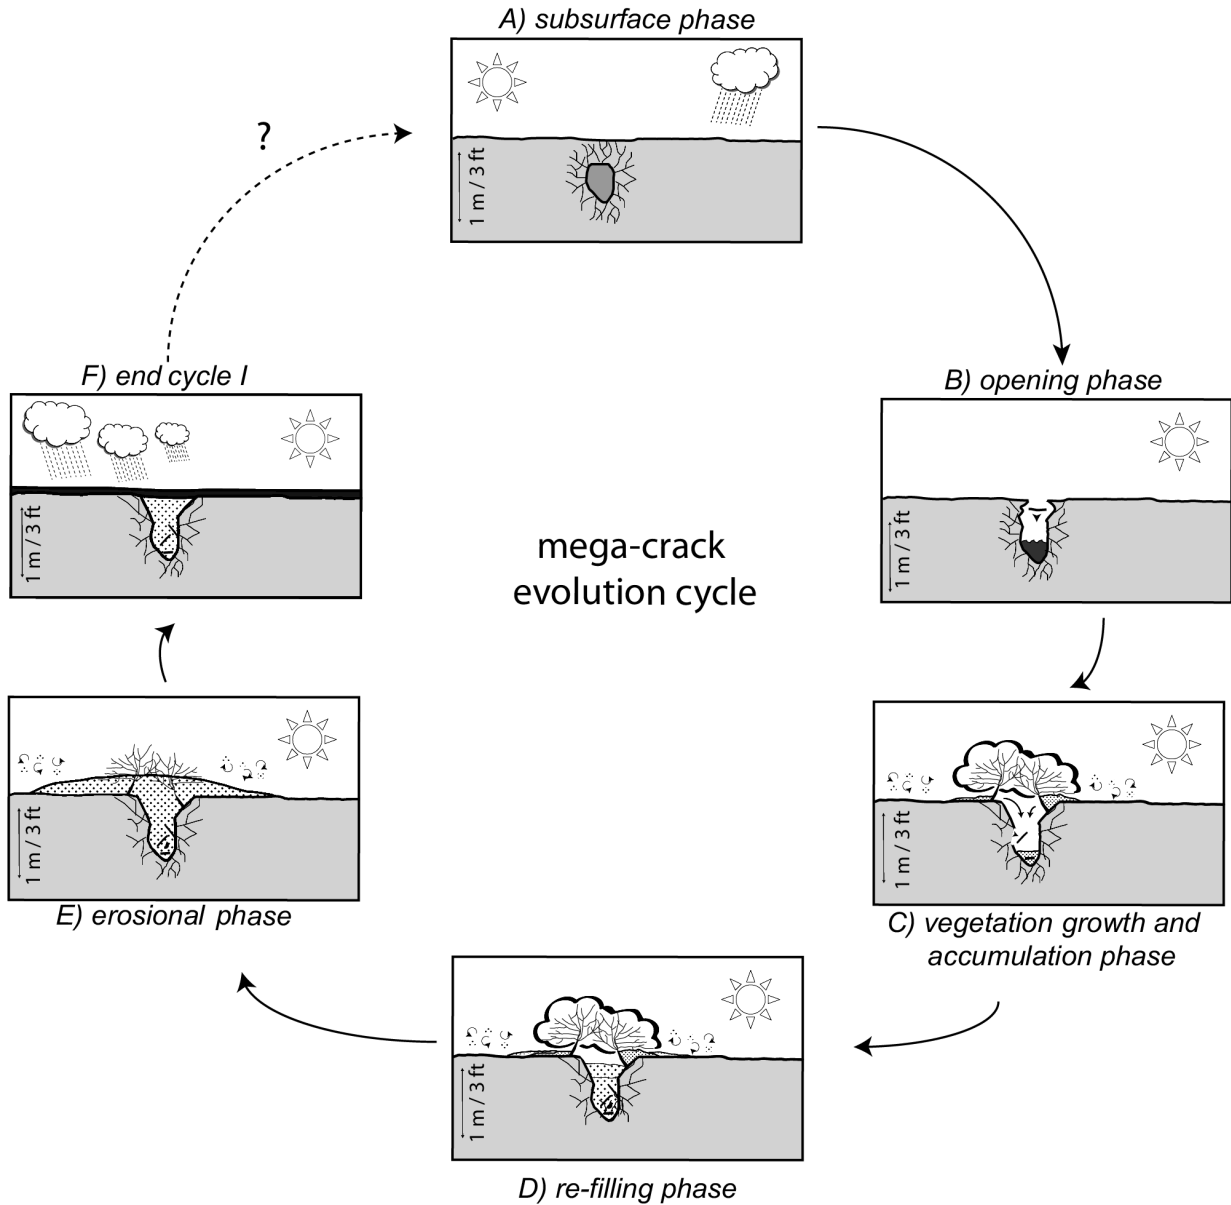 A) subsurface phase
1 m / 3 ft
?
F) end cycle I
1 m / 3 ft
B) opening phase
1 m / 3 ft
mega-crack
evolution cycle
E) erosional phase
1 m / 3 ft
C) vegetation growth and
accumulation phase
1 m / 3 ft
D) re-filling phase
1 m / 3 ft